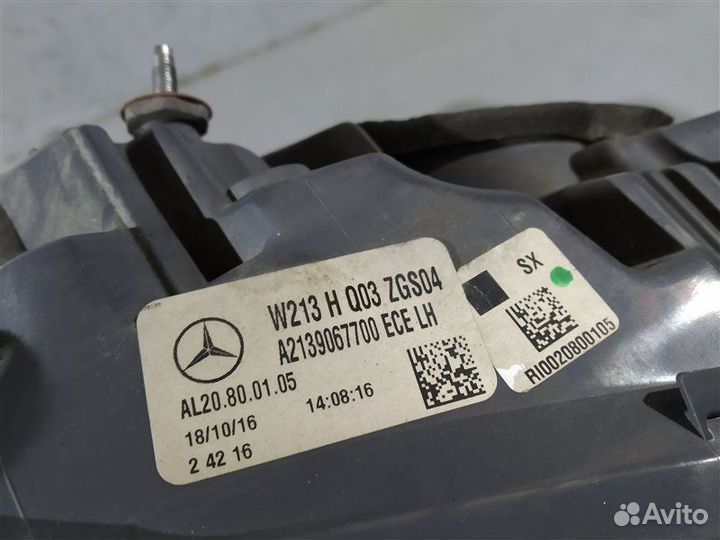 W213 H Q03 ZGS04
A2139067700 ECE LH
AL20.80.01.05
18/10/16 14:08:16
2 42 16
SX
RI0020800105
Avito